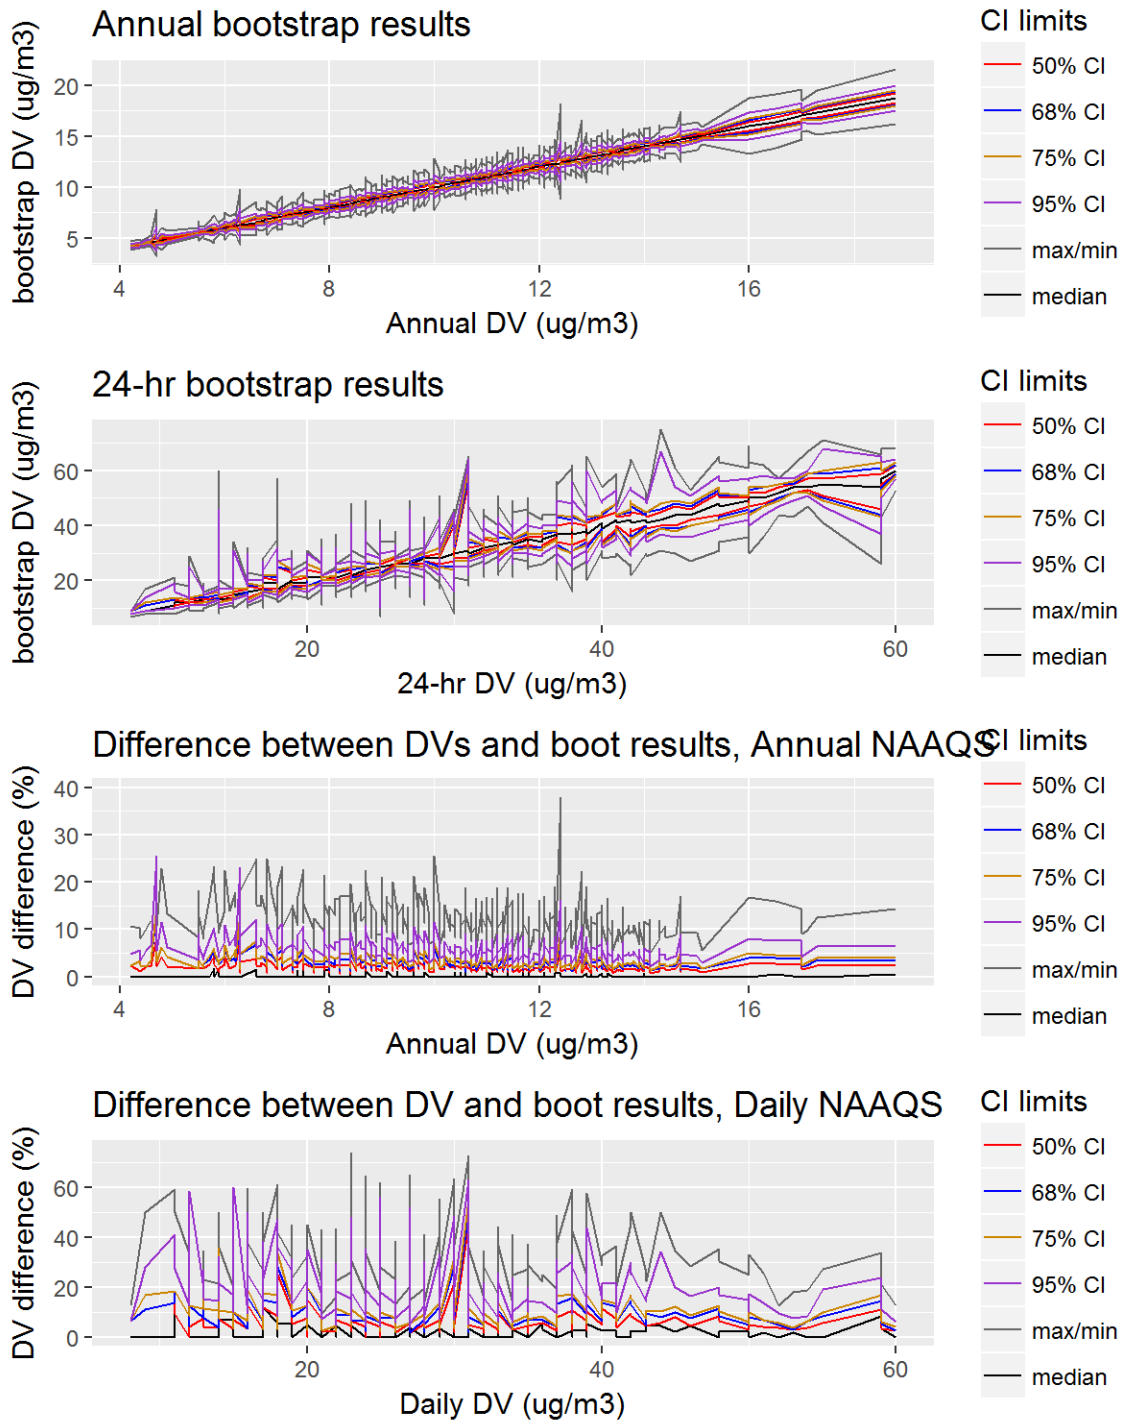 Annual bootstrap results
bootstrap DV (ug/m3)
20
15
10
5
4
8
12
16
Annual DV (ug/m3)
CI limits
50% CI
68% CI
75% CI
95% CI
max/min
median
24-hr bootstrap results
bootstrap DV (ug/m3)
60
40
20
20
40
60
24-hr DV (ug/m3)
CI limits
50% CI
68% CI
75% CI
95% CI
max/min
median
Difference between DVs and boot results, Annual NAAQS
DV difference (%)
40
30
20
10
0
4
8
12
16
Annual DV (ug/m3)
CI limits
50% CI
68% CI
75% CI
95% CI
max/min
median
Difference between DV and boot results, Daily NAAQS
DV difference (%)
60
40
20
0
20
40
60
Daily DV (ug/m3)
CI limits
50% CI
68% CI
75% CI
95% CI
max/min
median